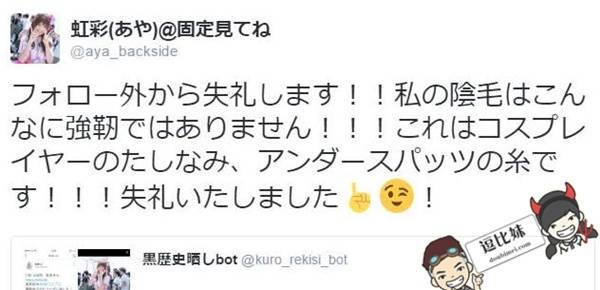 虹彩(あや)@固定見てね
@aya_backside
フォロー外から失礼します！！私の陰毛はこん
なに強靭ではありません！！！これはコスプレ
イヤーのたしなみ、アンダースパッツの糸で
す！！！失礼いたしました☝😉！
逗比妹
doubimei.com
黒歴史晒しbot @kuro_rekisi_bot